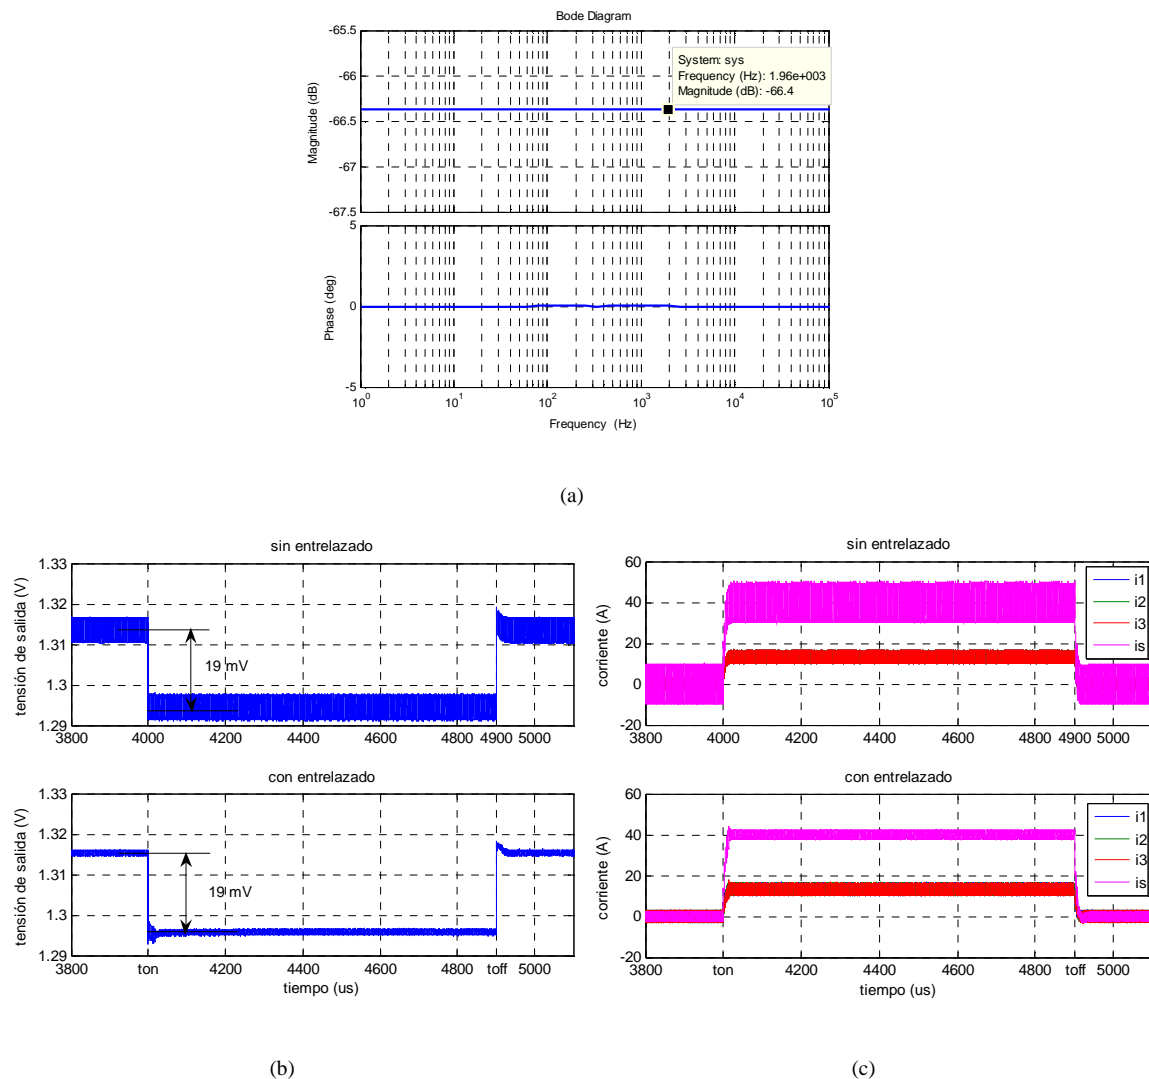 Bode Diagram
-65.5
-66
-66.5
-67
-67.5
Magnitude (dB)
System: sys
Frequency (Hz): 1.96e+003
Magnitude (dB): -66.4
5
0
-5
Phase (deg)
10^0 10^1 10^2 10^3 10^4 10^5
Frequency (Hz)
(a)
sin entrelazado
1.33
1.32
1.31
1.3
1.29
tensión de salida (V)
19 mV
3800 4000 4200 4400 4600 4800 4900 5000
con entrelazado
1.33
1.32
1.31
1.3
1.29
tensión de salida (V)
19 mV
3800 ton 4200 4400 4600 4800 toff 5000
tiempo (us)
(b)
sin entrelazado
60
40
20
0
-20
corriente (A)
i1
i2
i3
is
3800 4000 4200 4400 4600 4800 4900 5000
con entrelazado
60
40
20
0
-20
corriente (A)
i1
i2
i3
is
3800 ton 4200 4400 4600 4800 toff 5000
tiempo (us)
(c)